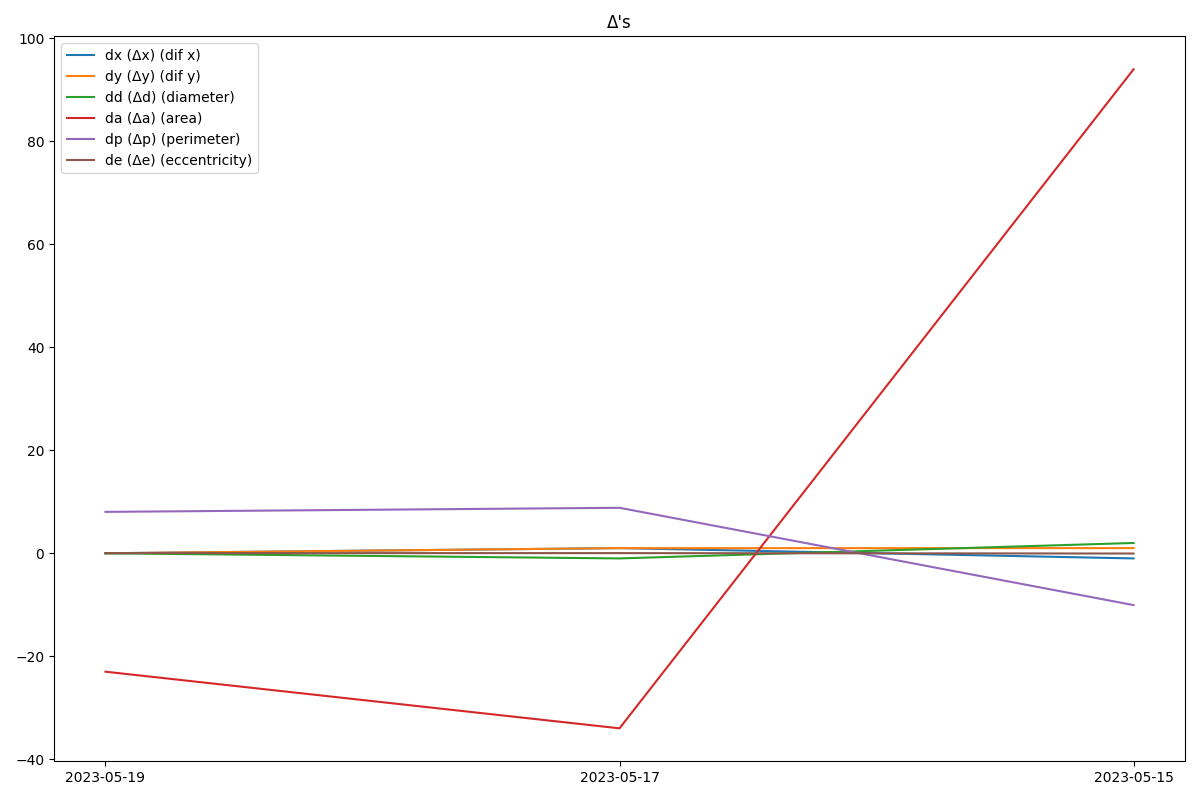 Δ's
100
80
60
40
20
0
−20
−40
dx (Δx) (dif x)
dy (Δy) (dif y)
dd (Δd) (diameter)
da (Δa) (area)
dp (Δp) (perimeter)
de (Δe) (eccentricity)
2023-05-19
2023-05-17
2023-05-15